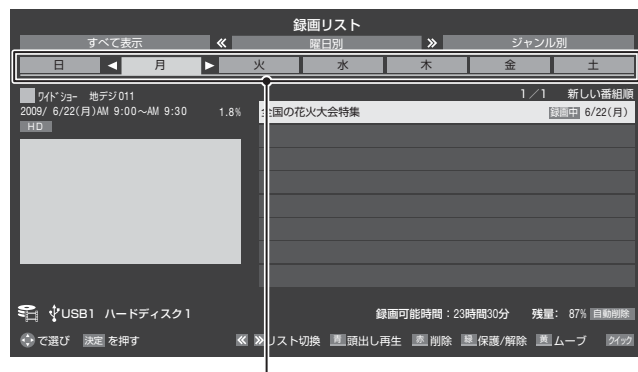 録画リスト
すべて表示 ≪ 曜日別 ≫ ジャンル別
日 ◀ 月 ▶ 火 水 木 金 土
ワイドショー 地デジ011
1／1 新しい番組順
2009/ 6/22(月)AM 9:00～AM 9:30 1.8%
HD
全国の花火大会特集 録画中 6/22(月)
USB1 ハードディスク1
録画可能時間：23時間30分 残量： 87% 自動削除
で選び 決定 を押す ≪ ≫ リスト切換 青 頭出し再生 赤 削除 緑 保護/解除 黄 ムーブ クイック